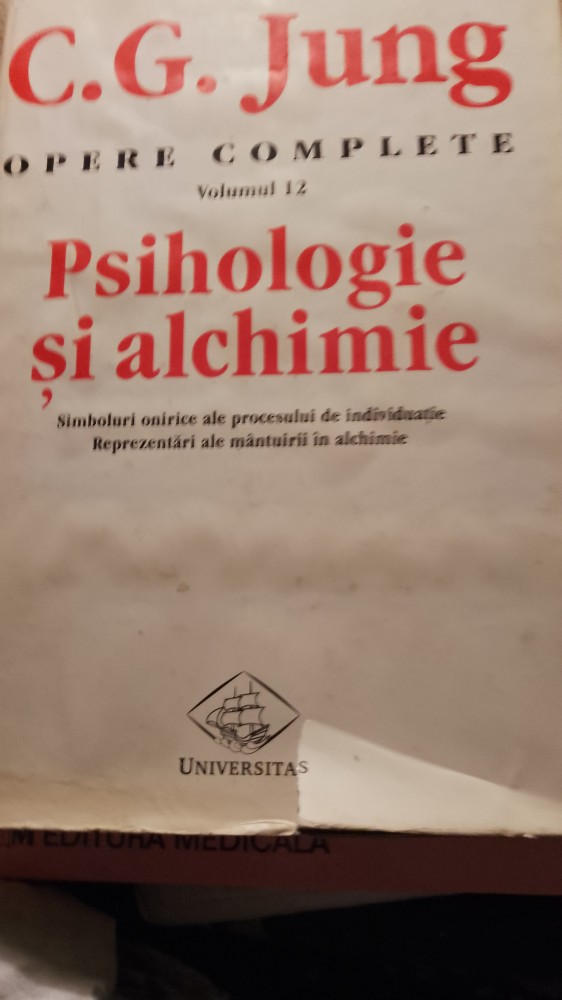 C.G. Jung
OPERE COMPLETE
Volumul 12
Psihologie
și alchimie
Simboluri onirice ale procesului de individuație
Reprezentări ale mântuirii în alchimie
UNIVERSITAS
EDITURA MEDICALA